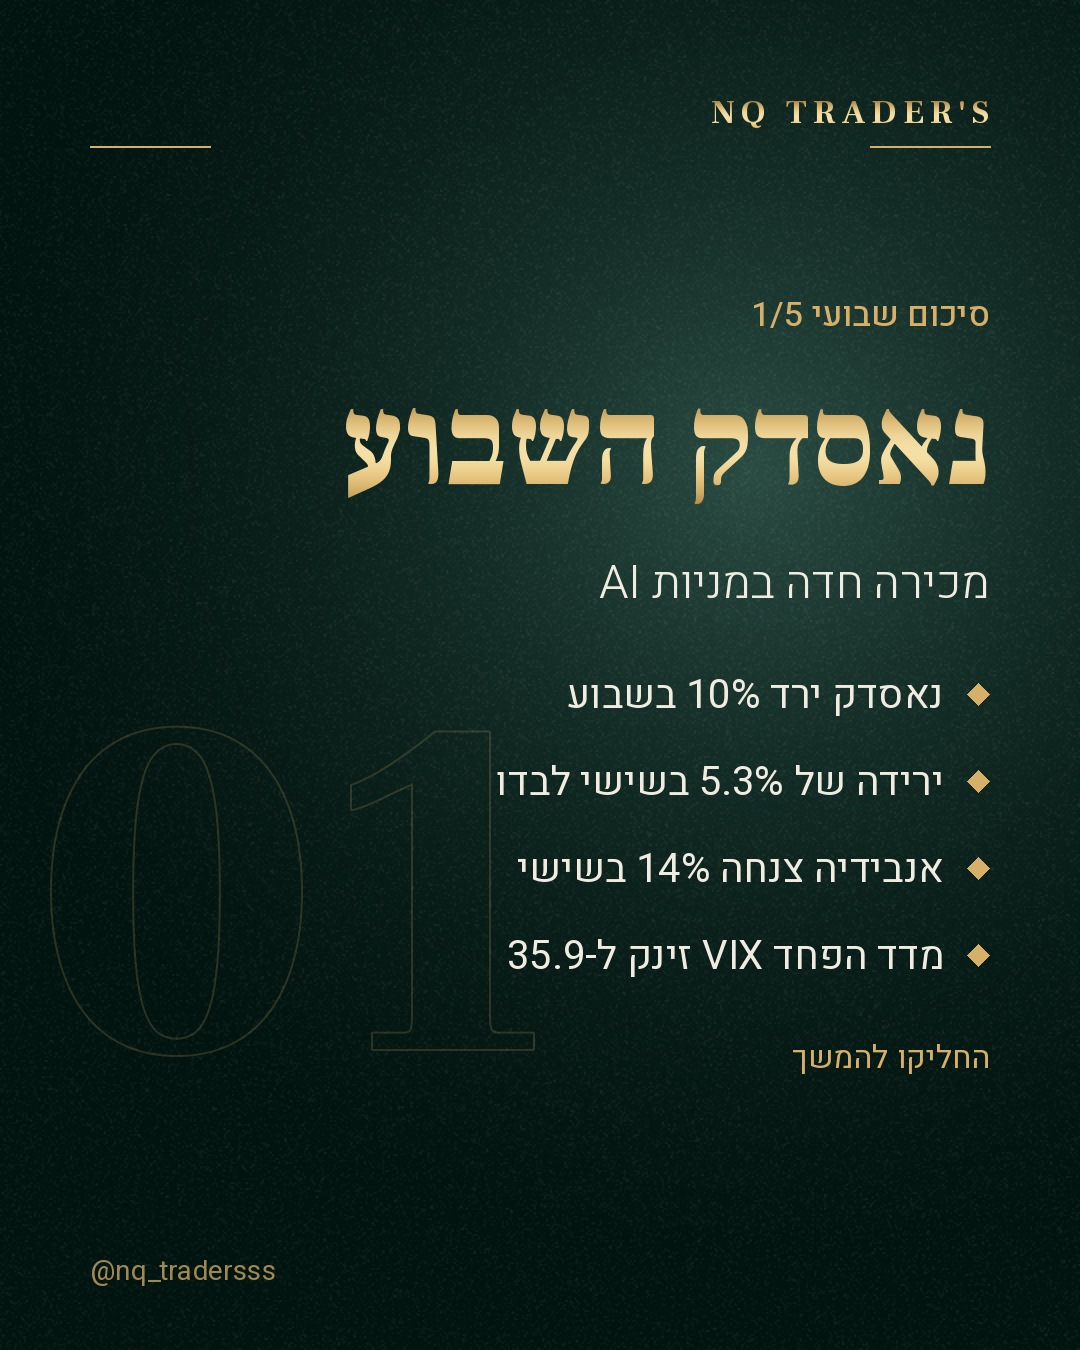 NQ TRADER'S
סיכום שבועי 1/5
נאסדק השבוע
מכירה חדה במניות AI
נאסדק ירד 10% בשבוע
ירידה של 5.3% בשישי לבדו
אנבידיה צנחה 14% בשישי
מדד הפחד VIX זינק ל-35.9
החליקו להמשך
01
@nq_tradersss